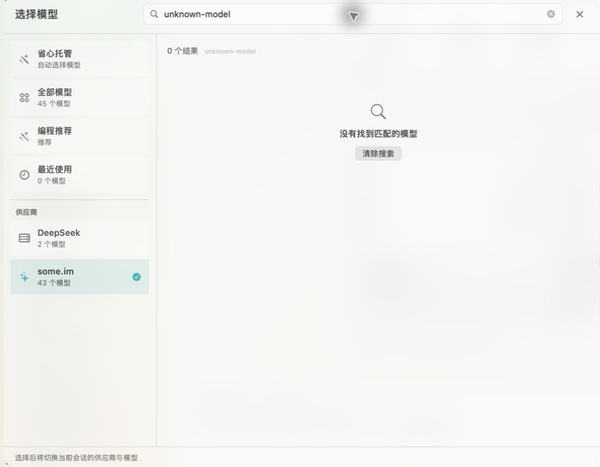 选择模型
unknown-model
省心托管
自动选择模型
全部模型
45 个模型
编程推荐
推荐
最近使用
0 个模型
供应商
DeepSeek
2 个模型
some.im
43 个模型
0 个结果 unknown-model
没有找到匹配的模型
清除搜索
选择后将切换当前会话的供应商与模型